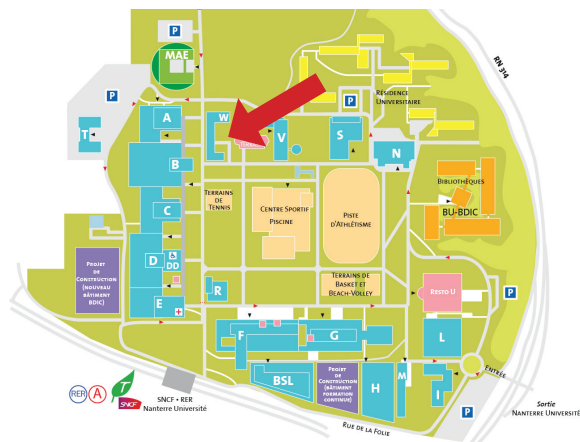 P
MAE
RN 314
P
P
Résidence
Universitaire
A
W
T
V
S
N
B
Bibliothèques
BU-BDIC
Terrains
de
Tennis
Centre Sportif
Piscine
Piste
d'Athlétisme
C
Projet
de
Construction
(nouveau
bâtiment
BDIC)
D
DD
E
R
Terrains de
Basket et
Beach-Volley
Resto U
P
F
G
L
BSL
Projet
de
Construction
(bâtiment
formation
continue)
H
M
I
Entrée
P
RER
A
T
SNCF
SNCF • RER
Nanterre Université
Rue de la Folie
Sortie
Nanterre Université